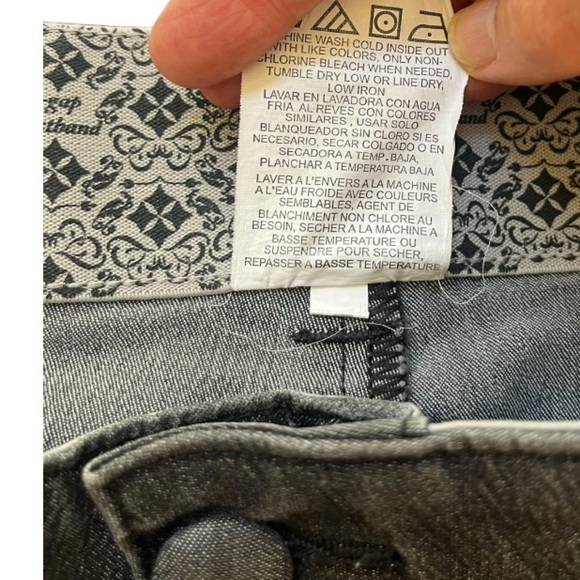 MACHINE WASH COLD INSIDE OUT
WITH LIKE COLORS, ONLY NON-
CHLORINE BLEACH WHEN NEEDED,
TUMBLE DRY LOW OR LINE DRY,
LOW IRON
LAVAR EN LAVADORA CON AGUA
FRIA AL REVES CON COLORES
SIMILARES , USAR SOLO
BLANQUEADOR SIN CLORO SI ES
NECESARIO, SECAR COLGADO O EN
SECADORA A TEMP. BAJA,
PLANCHAR A TEMPERATURA BAJA
LAVER A L'ENVERS A LA MACHINE
A L'EAU FROIDE AVEC COULEURS
SEMBLABLES, AGENT DE
BLANCHIMENT NON CHLORE AU
BESOIN, SECHER A LA MACHINE A
BASSE TEMPERATURE OU
SUSPENDRE POUR SECHER,
REPASSER A BASSE TEMPERATURE